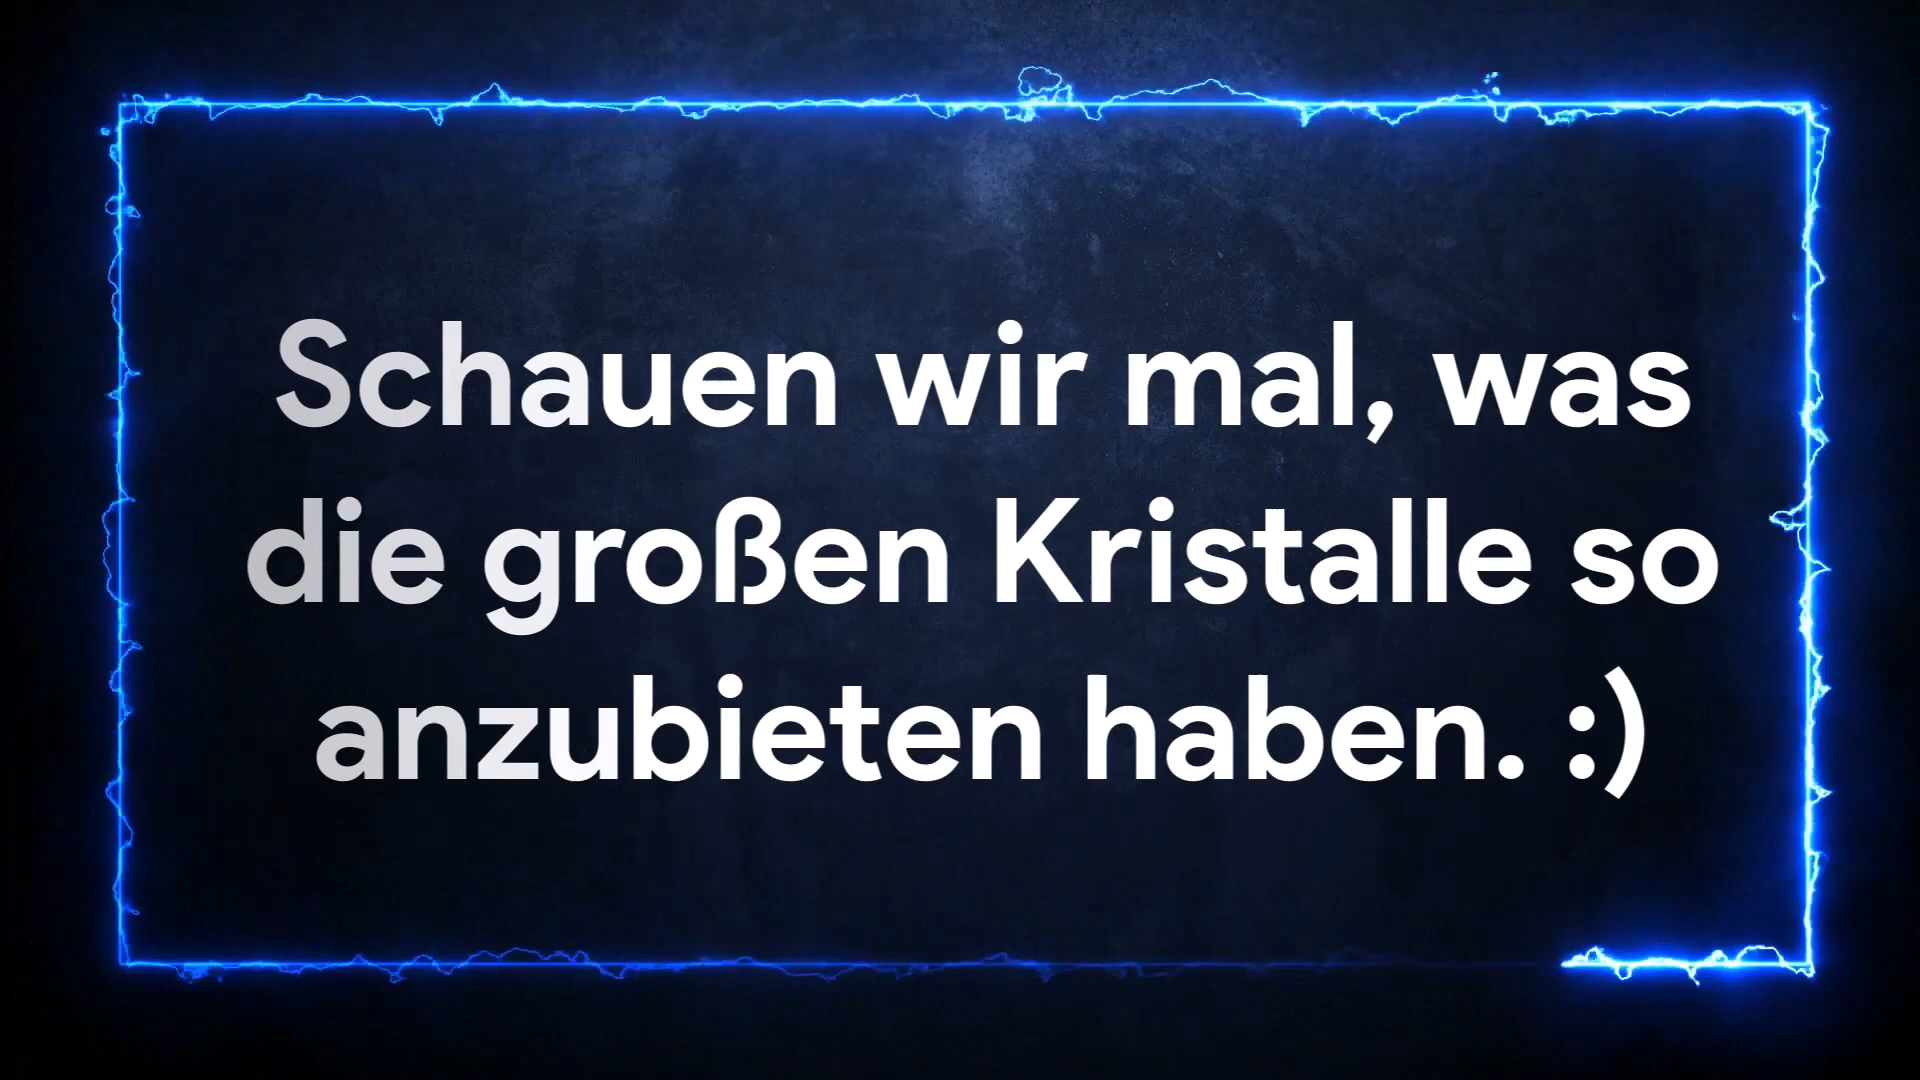 Schauen wir mal, was
die großen Kristalle so
anzubieten haben. :)